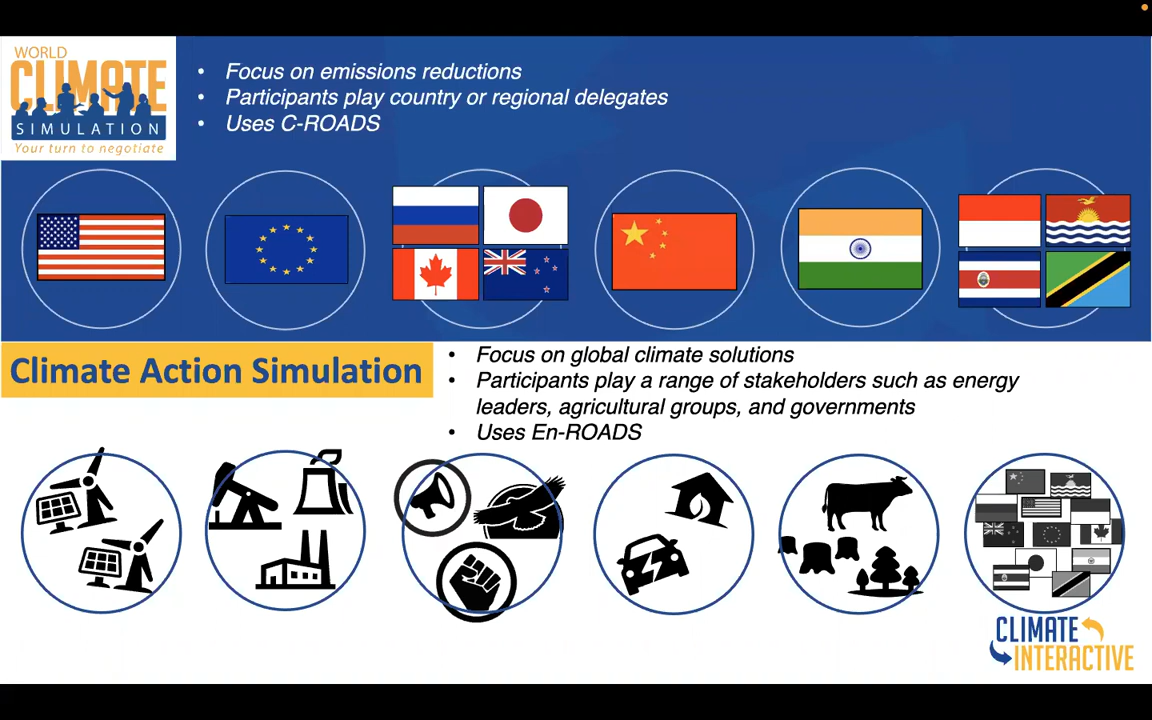 WORLD
CLIMATE
SIMULATION
Your turn to negotiate
• Focus on emissions reductions
• Participants play country or regional delegates
• Uses C-ROADS
Climate Action Simulation
• Focus on global climate solutions
• Participants play a range of stakeholders such as energy
leaders, agricultural groups, and governments
• Uses En-ROADS
CLIMATE
INTERACTIVE